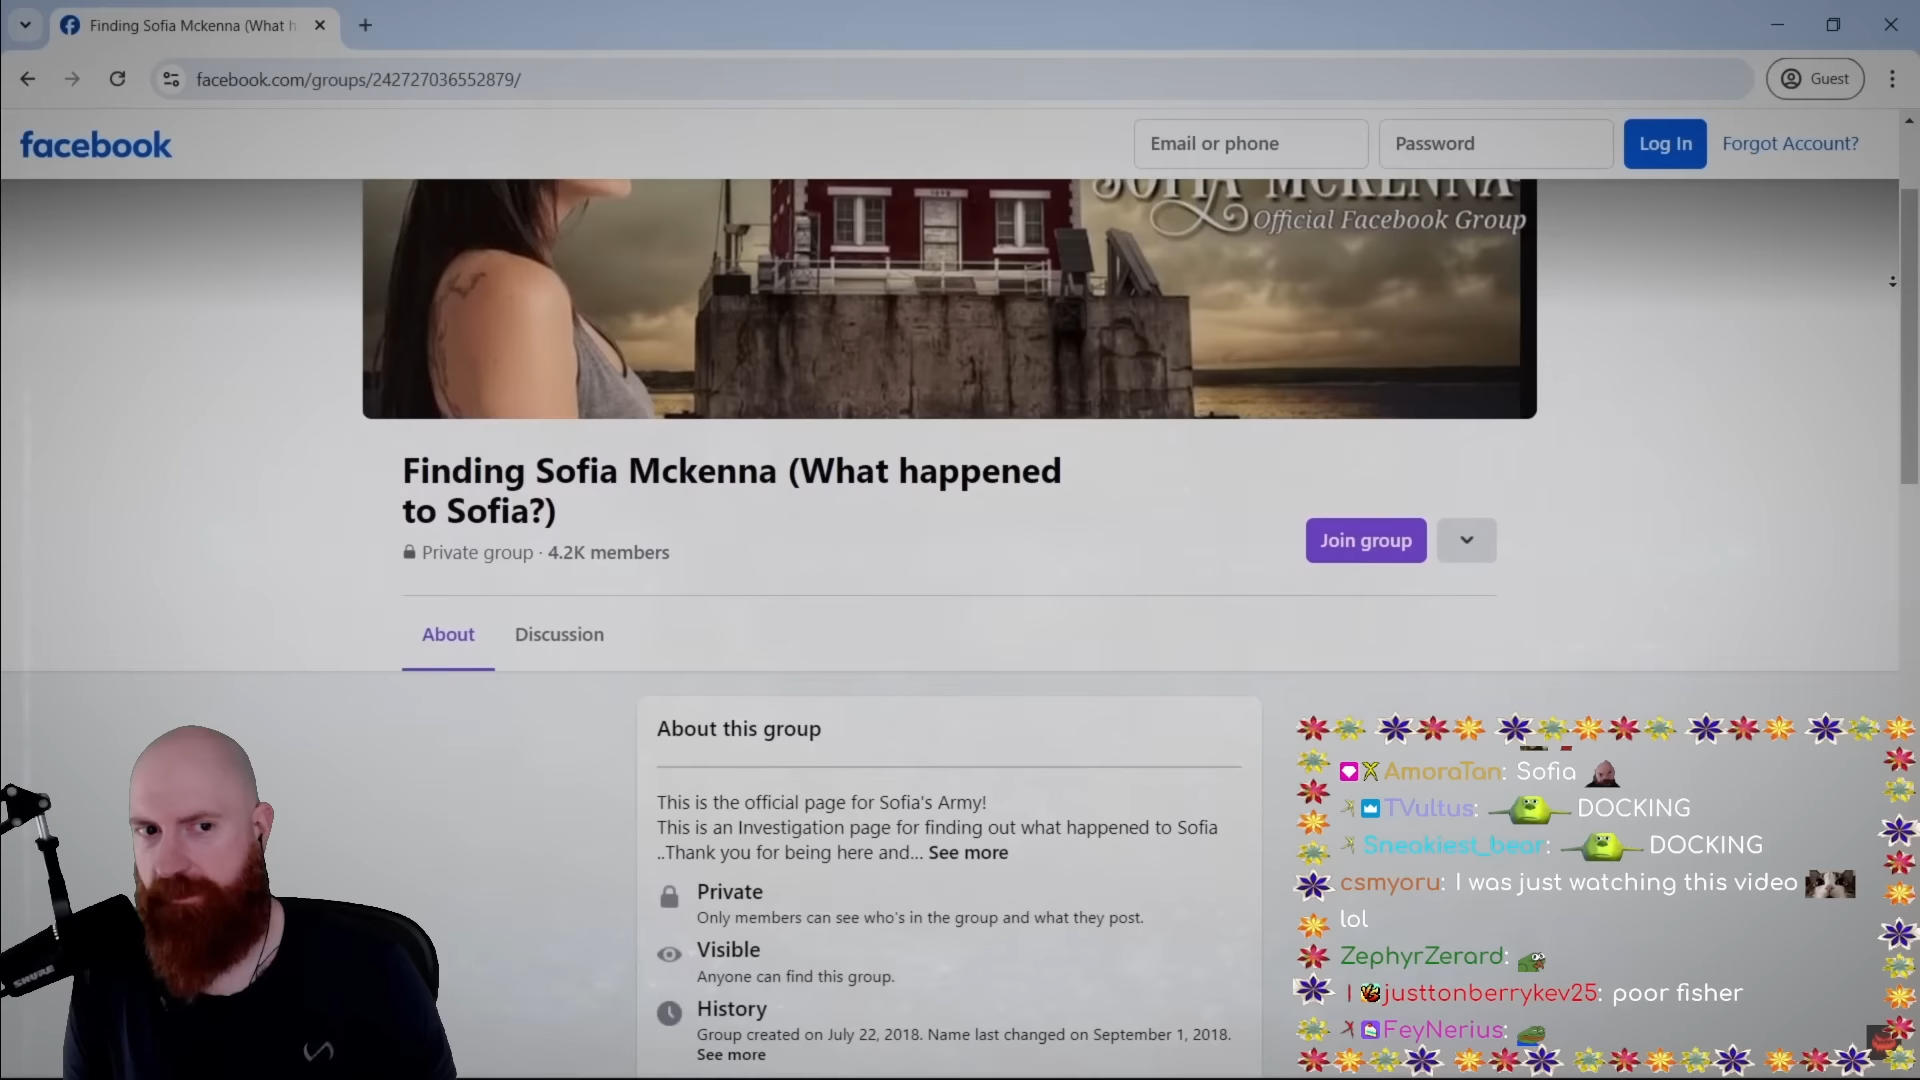 Finding Sofia Mckenna (What h
facebook.com/groups/242727036552879/
Guest
facebook
Email or phone
Password
Log In
Forgot Account?
SOFIA MCKENNA
Official Facebook Group
Finding Sofia Mckenna (What happened
to Sofia?)
Private group · 4.2K members
Join group
About
Discussion
About this group
This is the official page for Sofia's Army!
This is an Investigation page for finding out what happened to Sofia
..Thank you for being here and... See more
Private
Only members can see who's in the group and what they post.
Visible
Anyone can find this group.
History
Group created on July 22, 2018. Name last changed on September 1, 2018.
See more
SHURE
AmoraTan: Sofia
TVultus: DOCKING
Sneakiest_bear: DOCKING
csmyoru: I was just watching this video
lol
ZephyrZerard:
justtonberrykev25: poor fisher
FeyNerius: